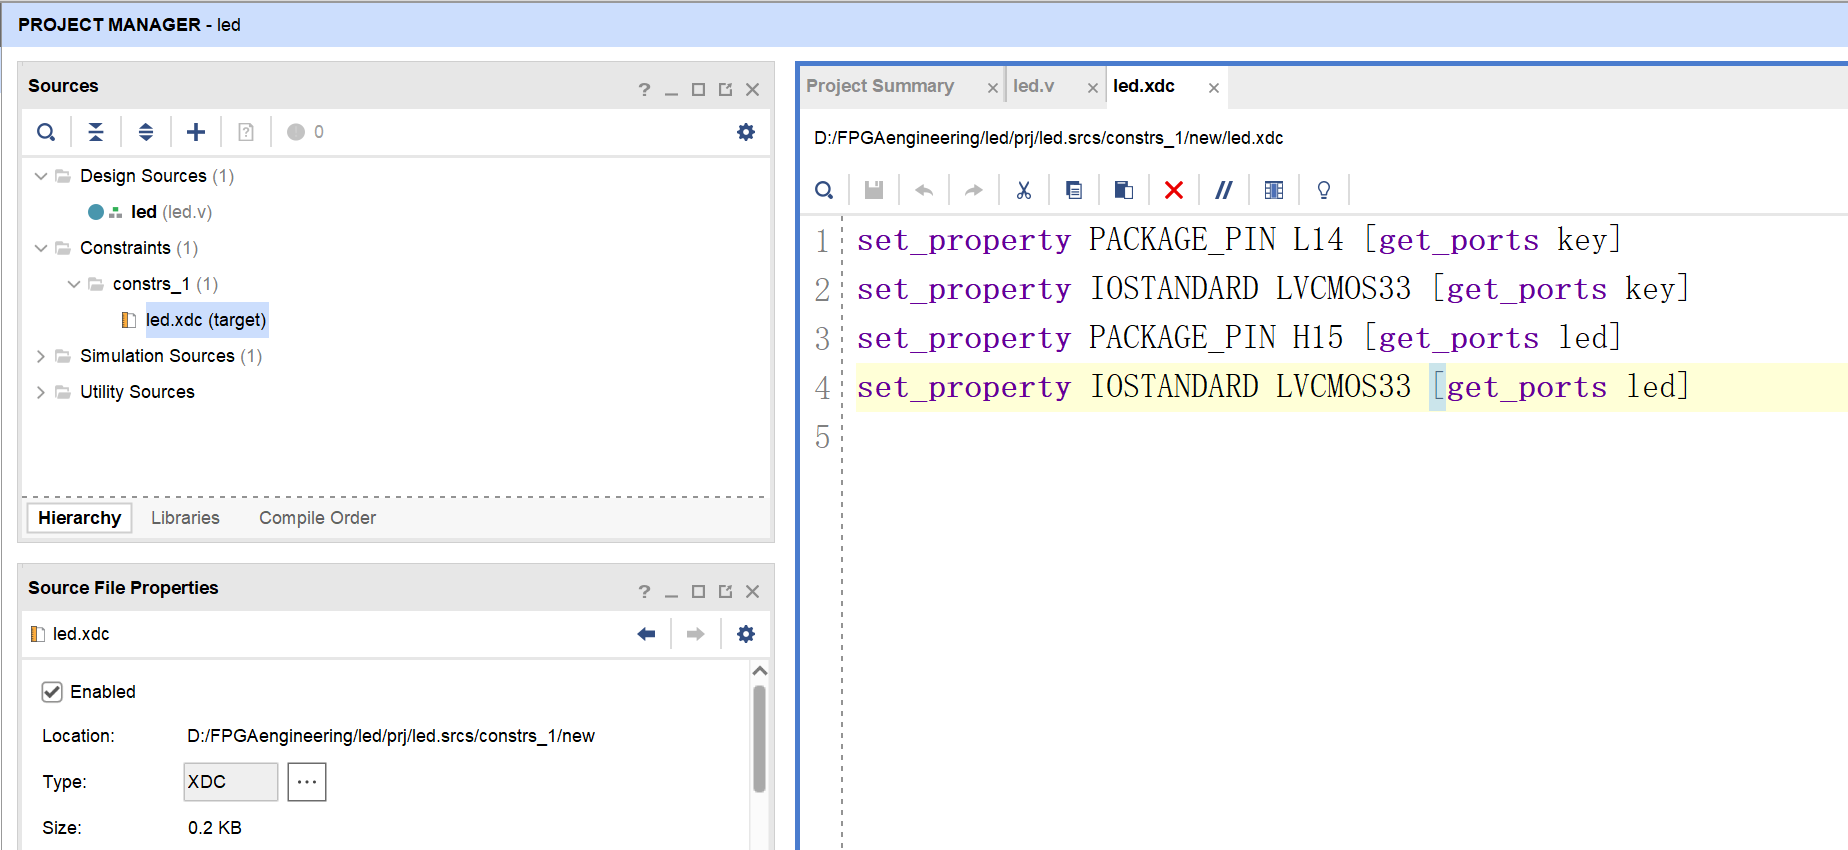 PROJECT MANAGER - led
Sources
0
Design Sources (1)
led (led.v)
Constraints (1)
constrs_1 (1)
led.xdc (target)
Simulation Sources (1)
Utility Sources
Hierarchy Libraries Compile Order
Source File Properties
led.xdc
Enabled
Location: D:/FPGAengineering/led/prj/led.srcs/constrs_1/new
Type: XDC ...
Size: 0.2 KB
Project Summary led.v led.xdc
D:/FPGAengineering/led/prj/led.srcs/constrs_1/new/led.xdc
1 set_property PACKAGE_PIN L14 [get_ports key]
2 set_property IOSTANDARD LVCMOS33 [get_ports key]
3 set_property PACKAGE_PIN H15 [get_ports led]
4 set_property IOSTANDARD LVCMOS33 [get_ports led]
5